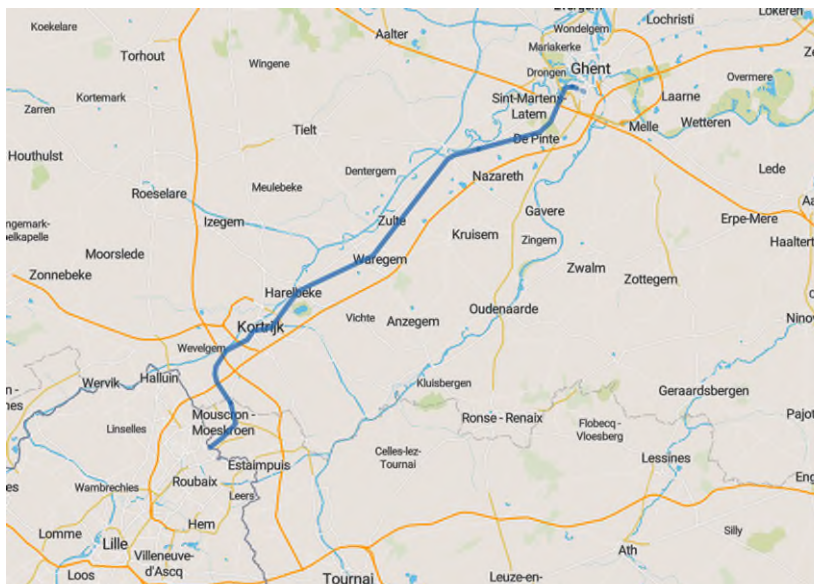 Evergem
Lokeren
Koekelare
Lochristi
Wondelgem
Aalter
Mariakerke
Torhout
Wingene
Ghent
Drongen
Overmere
Kortemark
Sint-Martens-
Latem
Laarne
Zarren
Wetteren
Melle
Tielt
De Pinte
Houthulst
Dentergem
Lede
Nazareth
Meulebeke
Roeselare
Gavere
Erpe-Mere
Zulte
Izegem
Kruisem
Zingem
Haaltert
Moorslede
Waregem
Zwalm
Zonnebeke
Zottegem
Harelbeke
Oudenaarde
Vichte
Anzegem
Kortrijk
Wevelgem
Halluin
Wervik
Kluisbergen
Geraardsbergen
Mouscron -
Moeskroen
Ronse - Renaix
Pajot
Linselles
Flobecq -
Vloesberg
Celles-lez-
Tournai
Lessines
Estaimpuis
Roubaix
Wambrechies
Leers
Hem
Lomme
Silly
Lille
Ath
Villeneuve-
d'Ascq
Loos
Tournai
Leuze-en-